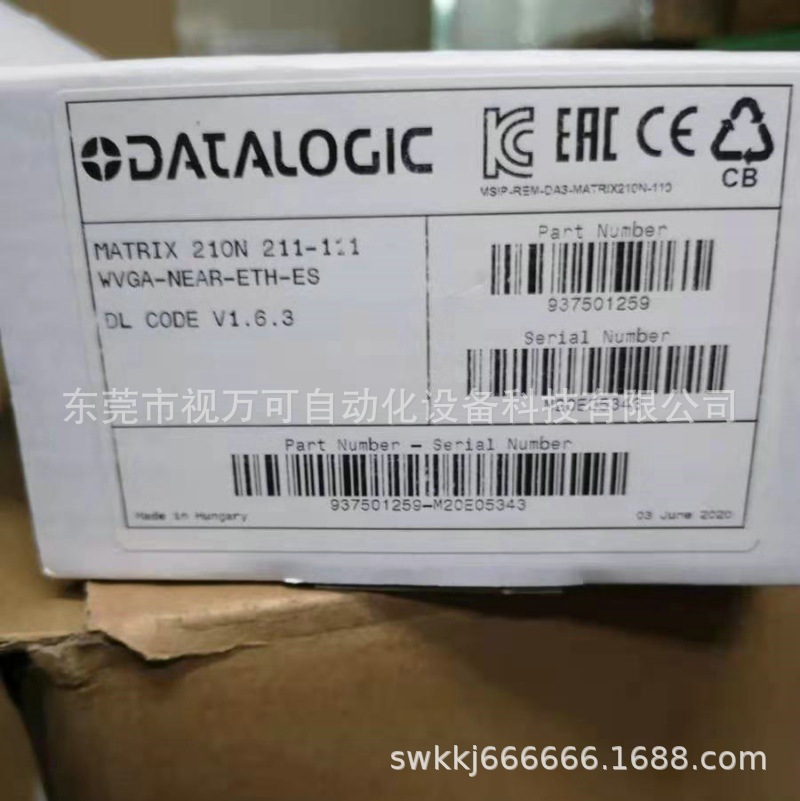 DATALOGIC
KC EAC CE CB
MSIP-REM-DAS-MATRIX210N-110
MATRIX 210N 211-111
WVGA-NEAR-ETH-ES
DL CODE V1.6.3
Part Number
937501259
Serial Number
M20E05343
东莞市视万可自动化设备科技有限公司
Part Number - Serial Number
937501259-M20E05343
Made in Hungary
03 June 2020
swkkj666666.1688.com